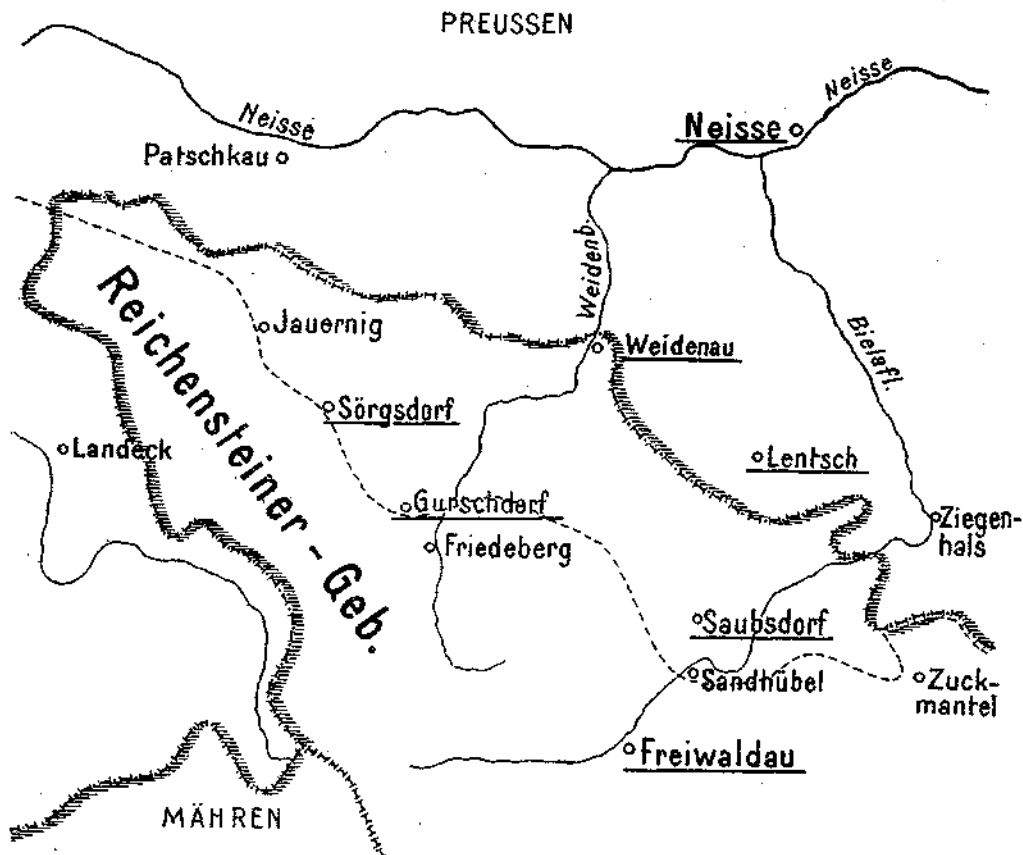 PREUSSEN
Neisse
Neisse
Neisse
Patschkau
Weidenb.
Reichensteiner - Geb.
Jauernig
Weidenau
Bielafl.
Sörgsdorf
Landeck
Lentsch
Gurschdorf
Ziegen-
hals
Friedeberg
Saubsdorf
Sandhübel
Zuck-
mantel
Freiwaldau
MÄHREN